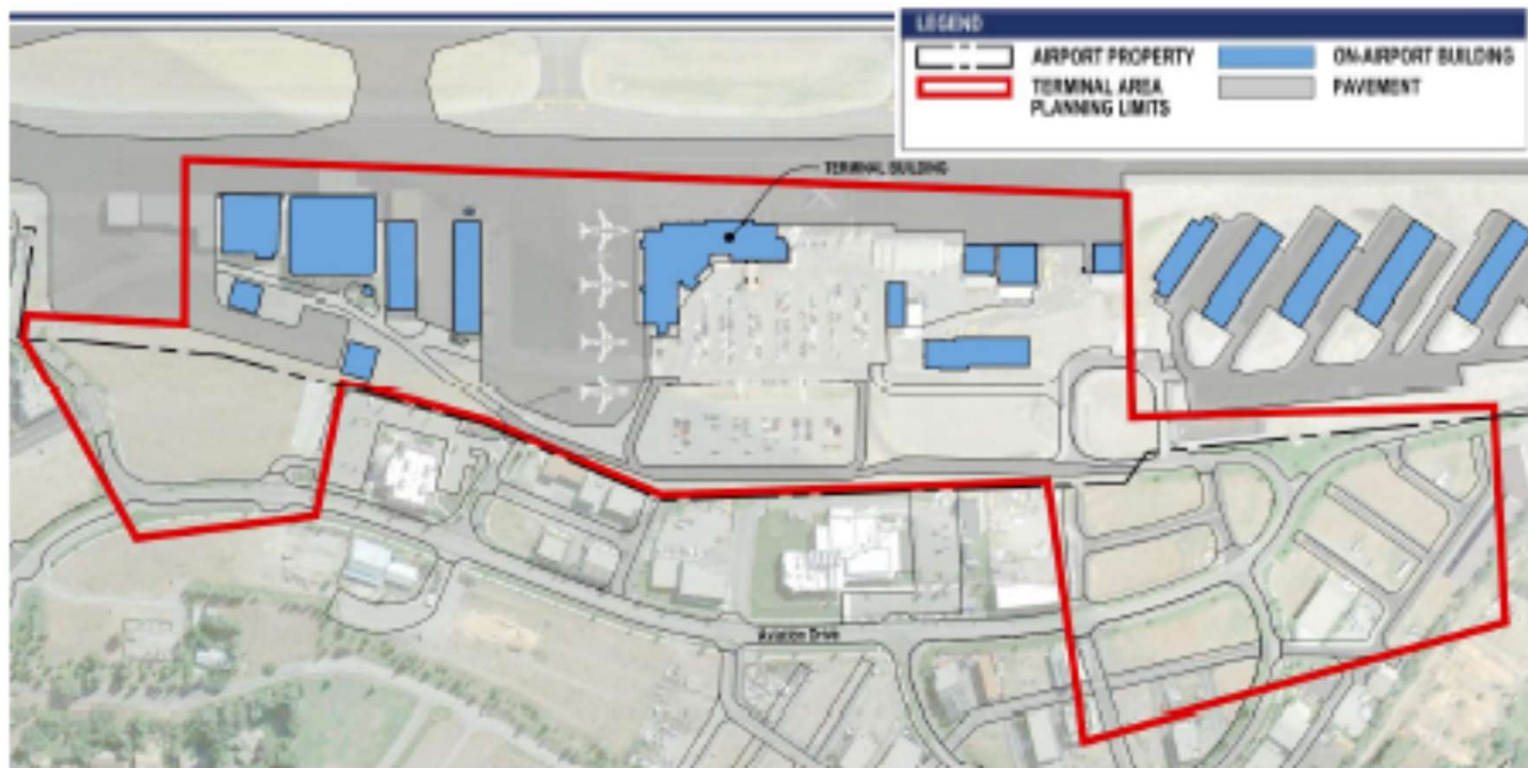 LEGEND
AIRPORT PROPERTY
ON-AIRPORT BUILDING
TERMINAL AREA
PLANNING LIMITS
PAVEMENT
TERMINAL BUILDING
Aviation Drive